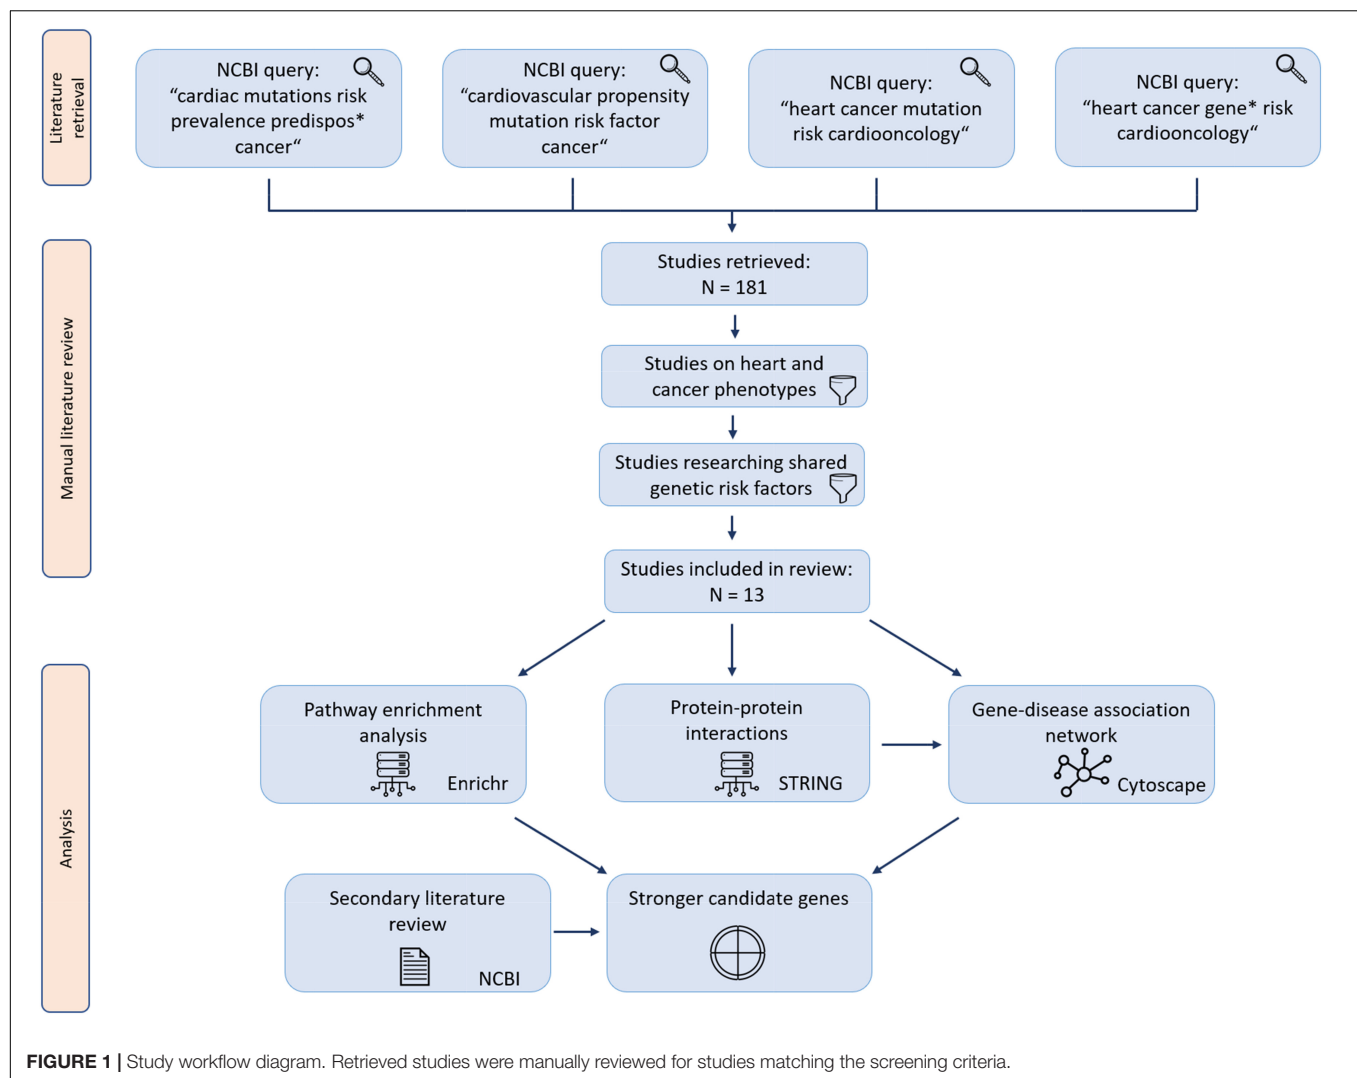 Literature
retrieval
NCBI query:
“cardiac mutations risk
prevalence predispos*
cancer“
NCBI query:
“cardiovascular propensity
mutation risk factor
cancer“
NCBI query:
“heart cancer mutation
risk cardiooncology“
NCBI query:
“heart cancer gene* risk
cardiooncology“
Manual literature review
Studies retrieved:
N = 181
Studies on heart and
cancer phenotypes
Studies researching shared
genetic risk factors
Studies included in review:
N = 13
Analysis
Pathway enrichment
analysis
Enrichr
Protein-protein
interactions
STRING
Gene-disease association
network
Cytoscape
Secondary literature
review
NCBI
Stronger candidate genes
FIGURE 1 | Study workflow diagram. Retrieved studies were manually reviewed for studies matching the screening criteria.